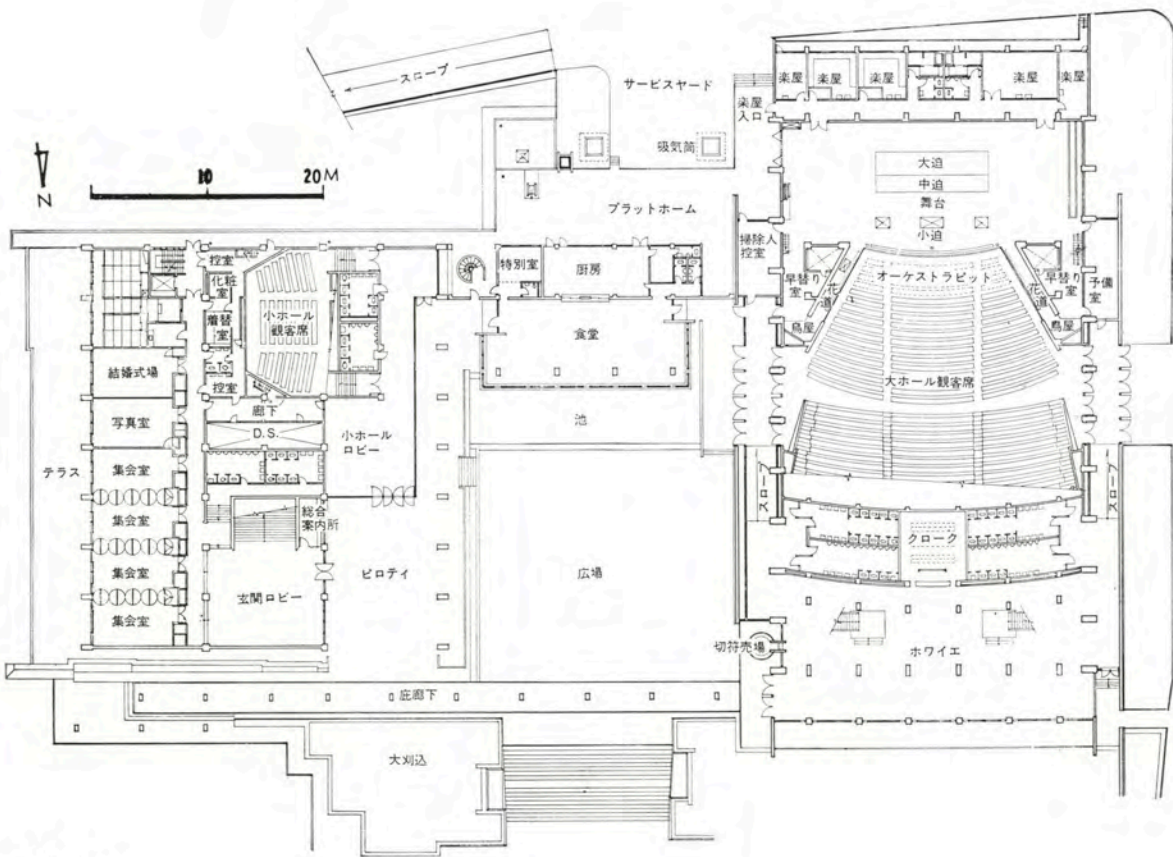 スロープ
サービスヤード
楽屋
入口
楽屋
楽屋
楽屋
楽屋
楽屋
吸気筒
N
10
20M
大迫
中迫
舞台
小迫
プラットホーム
掃除人
控室
控室
化粧
室
着替
室
控室
小ホール
観客席
特別室
厨房
食堂
早替り
室
花道
オーケストラピット
花道
早替り
室
予備
室
鳥屋
鳥屋
大ホール観客席
結婚式場
写真室
廊下
D.S.
小ホール
ロビー
池
テラス
集会室
集会室
集会室
集会室
総合
案内所
玄関ロビー
ピロティ
広場
スロープ
スロープ
クローク
切符売場
ホワイエ
庇廊下
大刈込